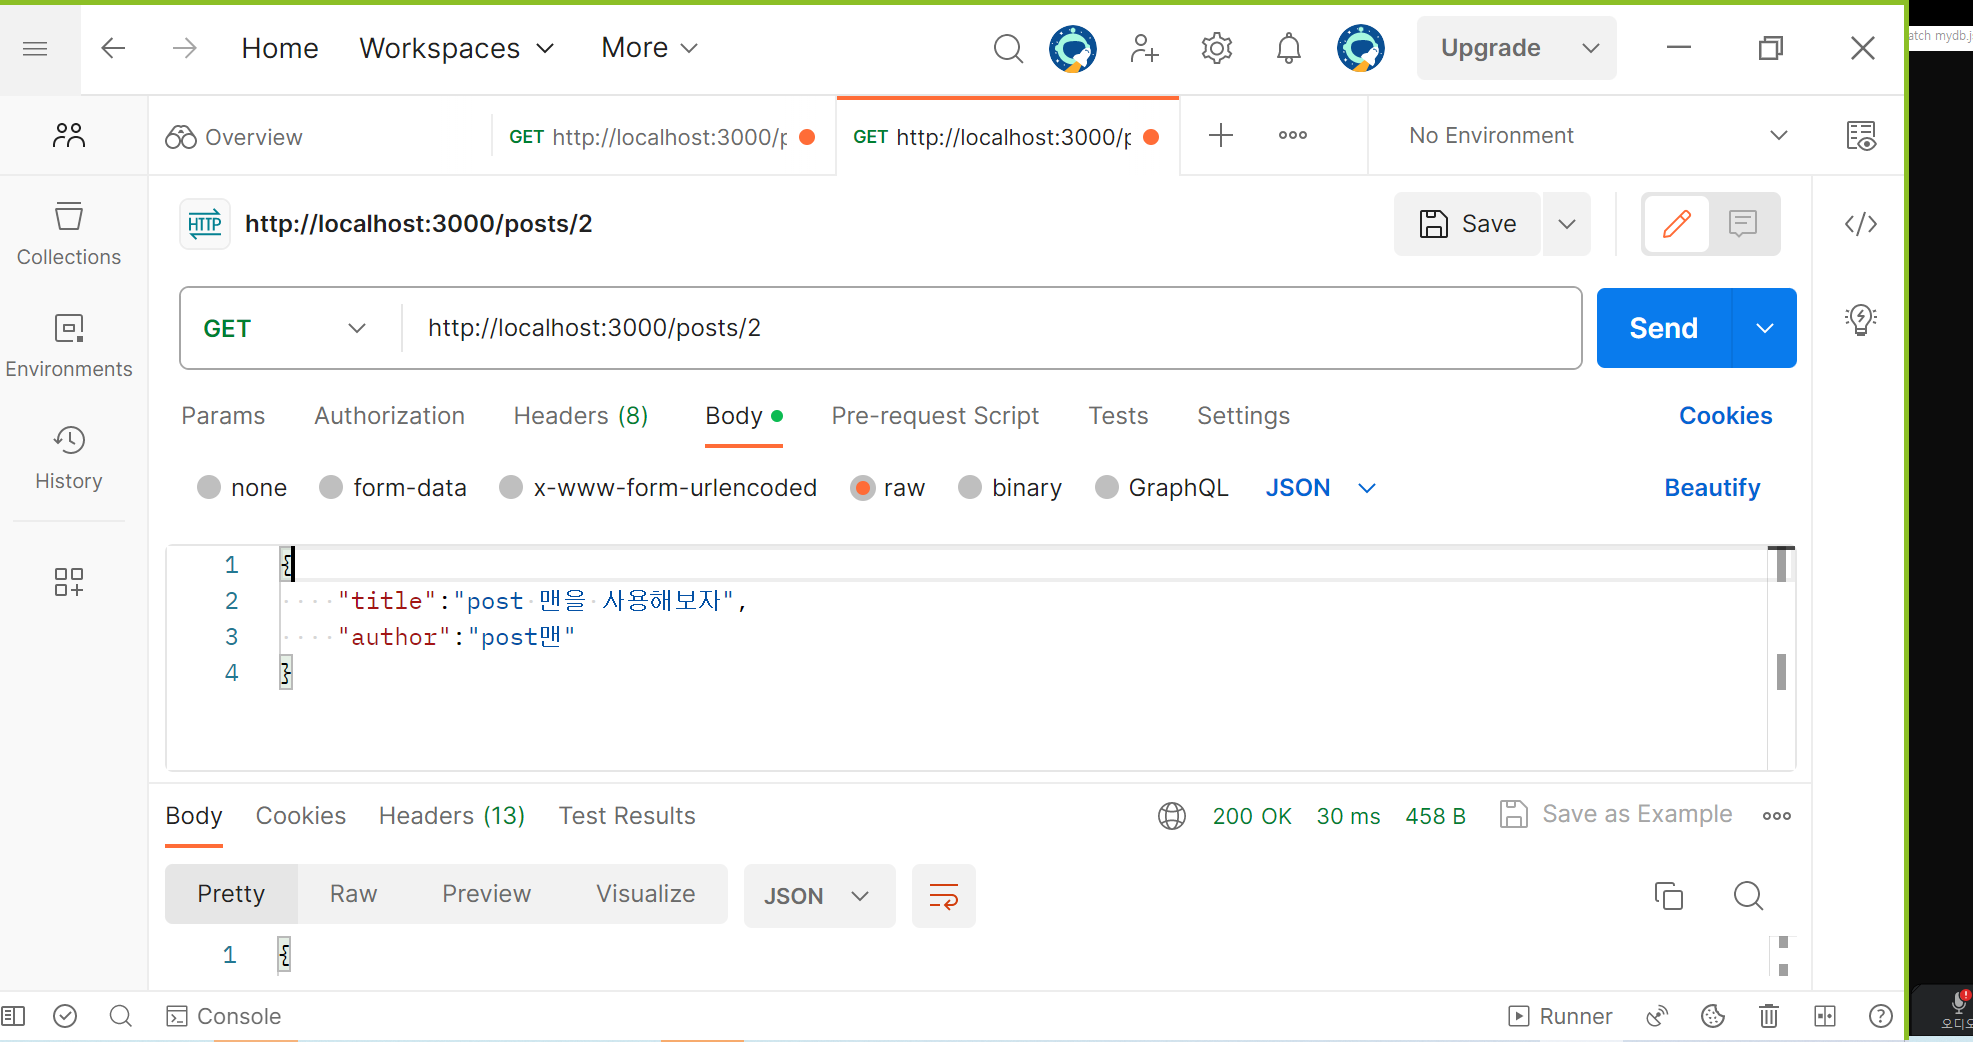 Home Workspaces More Upgrade
atch mydb.j
Overview GET http://localhost:3000/p GET http://localhost:3000/p No Environment
HTTP http://localhost:3000/posts/2 Save
Collections
GET http://localhost:3000/posts/2 Send
Environments
Params Authorization Headers (8) Body Pre-request Script Tests Settings Cookies
History
none form-data x-www-form-urlencoded raw binary GraphQL JSON Beautify
1 {
2 "title":"post 맨을 사용해보자",
3 "author":"post맨"
4 }
Body Cookies Headers (13) Test Results 200 OK 30 ms 458 B Save as Example
Pretty Raw Preview Visualize JSON
1 {
Console Runner
오디오